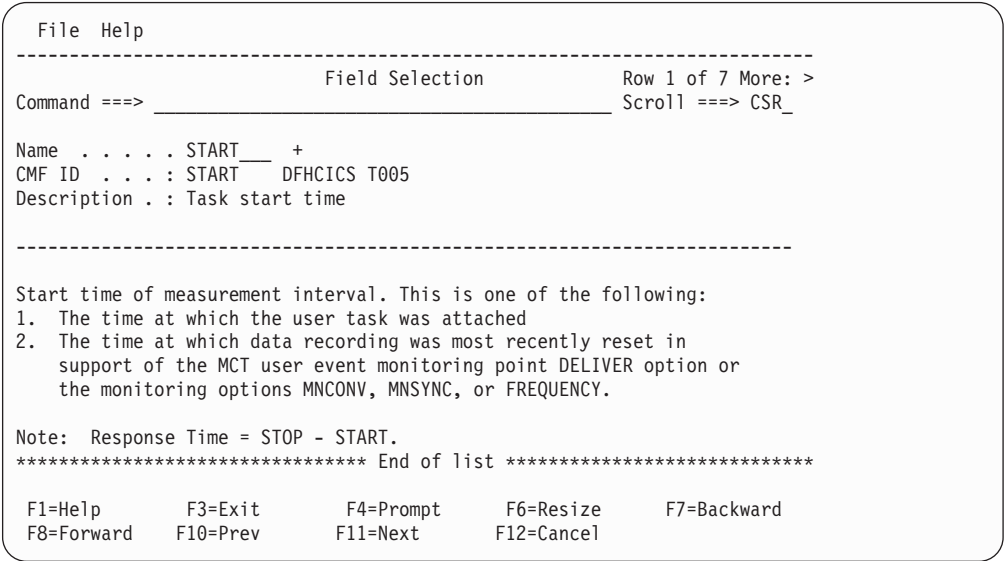 File Help
---------------------------------------------------------------------------
Field Selection Row 1 of 7 More: >
Command ===> ___________________________________________ Scroll ===> CSR_
Name . . . . . START___ +
CMF ID . . . : START DFHCICS T005
Description . : Task start time
-------------------------------------------------------------------------
Start time of measurement interval. This is one of the following:
1. The time at which the user task was attached
2. The time at which data recording was most recently reset in
support of the MCT user event monitoring point DELIVER option or
the monitoring options MNCONV, MNSYNC, or FREQUENCY.
Note: Response Time = STOP - START.
********************************* End of list *****************************
F1=Help F3=Exit F4=Prompt F6=Resize F7=Backward
F8=Forward F10=Prev F11=Next F12=Cancel